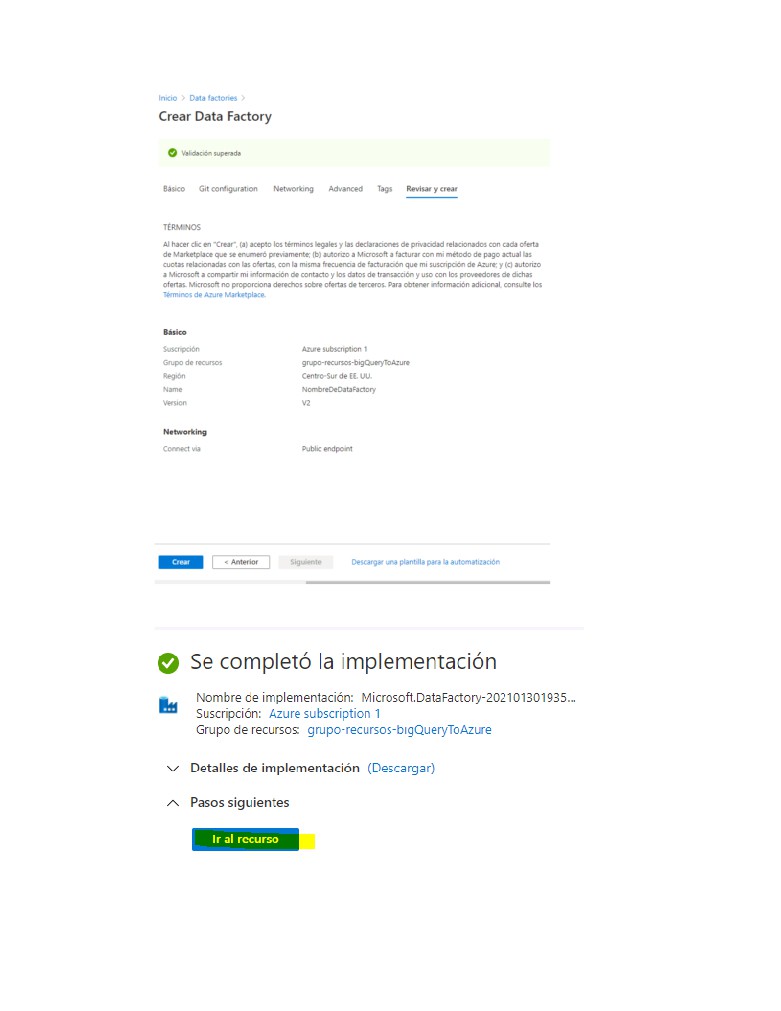 Inicio > Data factories >
Crear Data Factory
Validación superada
Básico Git configuration Networking Advanced Tags Revisar y crear
TÉRMINOS
Al hacer clic en "Crear", (a) acepto los términos legales y las declaraciones de privacidad relacionados con cada oferta
de Marketplace que se enumeró previamente; (b) autorizo a Microsoft a facturar con mi método de pago actual las
cuotas relacionadas con las ofertas, con la misma frecuencia de facturación que mi suscripción de Azure; y (c) autorizo
a Microsoft a compartir mi información de contacto y los datos de transacción y uso con los proveedores de dichas
ofertas. Microsoft no proporciona derechos sobre ofertas de terceros. Para obtener información adicional, consulte los
Términos de Azure Marketplace.
Básico
Suscripción Azure subscription 1
Grupo de recursos grupo-recursos-bigQueryToAzure
Región Centro-Sur de EE. UU.
Name NombreDeDataFactory
Version V2
Networking
Connect via Public endpoint
Crear < Anterior Siguiente Descargar una plantilla para la automatización
Se completó la implementación
Nombre de implementación: Microsoft.DataFactory-202101301935...
Suscripción: Azure subscription 1
Grupo de recursos: grupo-recursos-bigQueryToAzure
Detalles de implementación (Descargar)
Pasos siguientes
Ir al recurso